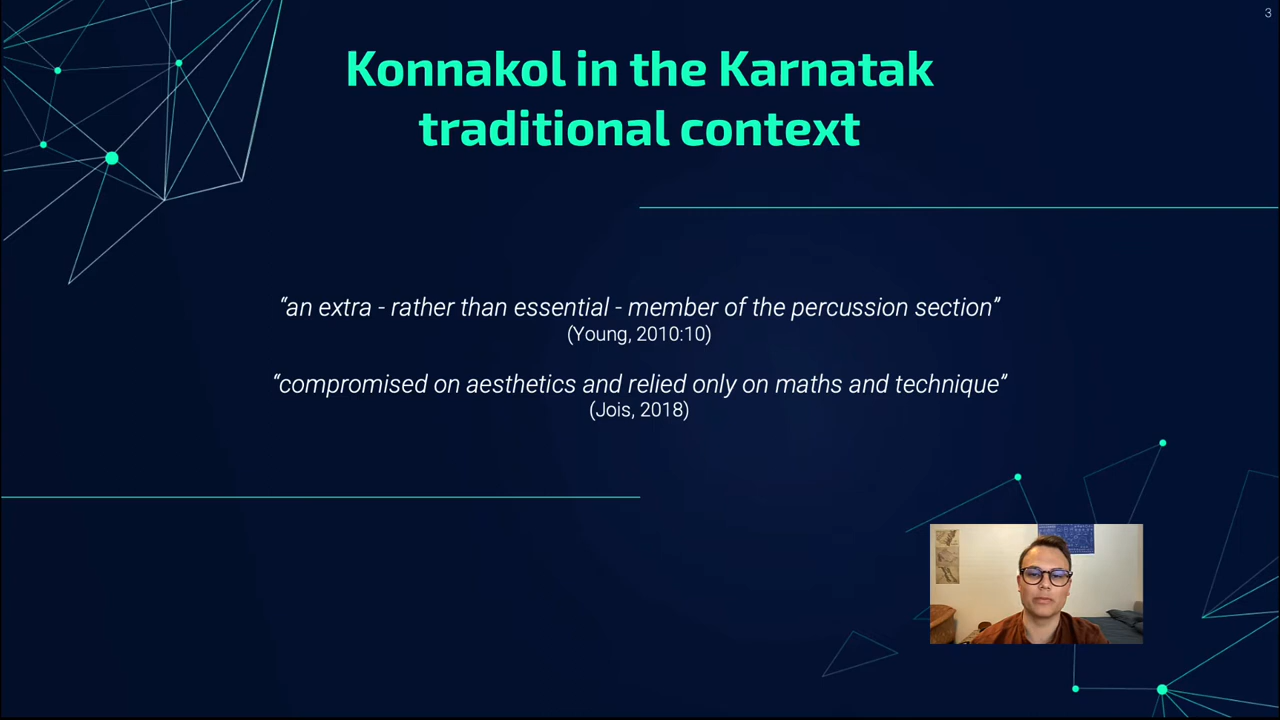 3
Konnakol in the Karnatak
traditional context
“an extra - rather than essential - member of the percussion section”
(Young, 2010:10)
“compromised on aesthetics and relied only on maths and technique”
(Jois, 2018)